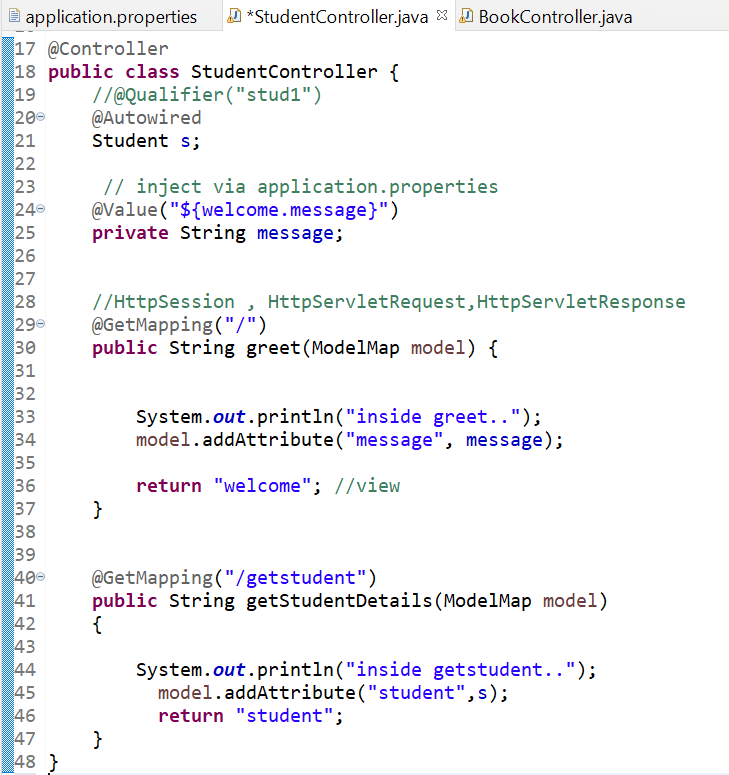 application.properties *StudentController.java BookController.java
17 @Controller
18 public class StudentController {
19     //@Qualifier("stud1")
20     @Autowired
21     Student s;
22
23      // inject via application.properties
24     @Value("${welcome.message}")
25     private String message;
26
27
28     //HttpSession , HttpServletRequest,HttpServletResponse
29     @GetMapping("/")
30     public String greet(ModelMap model) {
31
32
33         System.out.println("inside greet..");
34         model.addAttribute("message", message);
35
36         return "welcome"; //view
37     }
38
39
40     @GetMapping("/getstudent")
41     public String getStudentDetails(ModelMap model)
42     {
43
44         System.out.println("inside getstudent..");
45           model.addAttribute("student",s);
46           return "student";
47     }
48 }